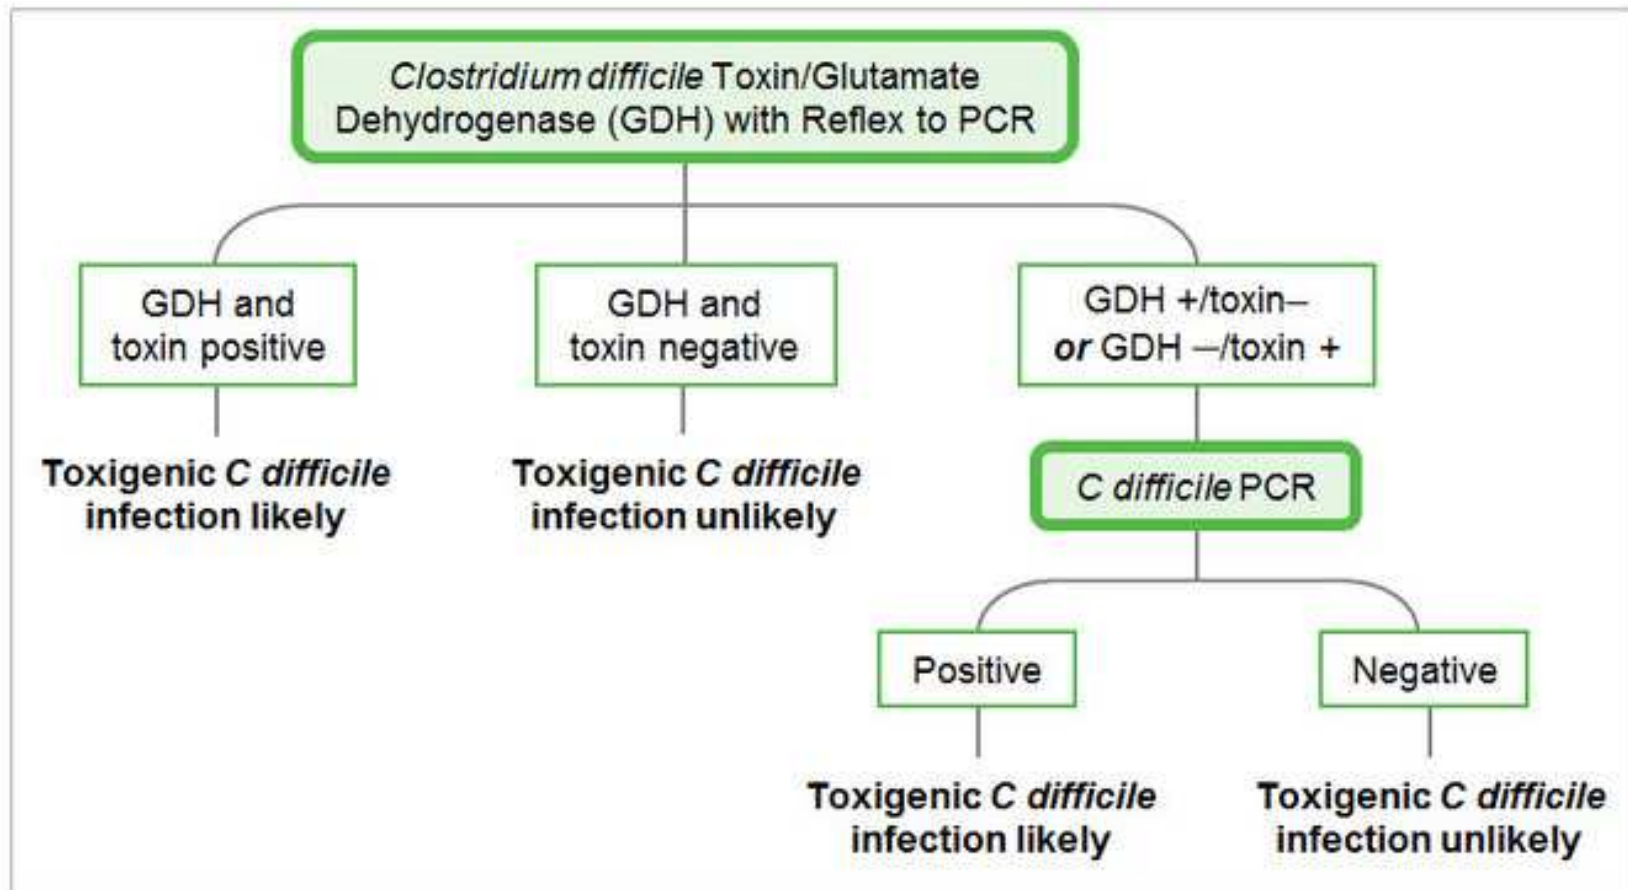 Clostridium difficile Toxin/Glutamate
Dehydrogenase (GDH) with Reflex to PCR
GDH and
toxin positive
GDH and
toxin negative
GDH +/toxin–
or GDH –/toxin +
Toxigenic C difficile
infection likely
Toxigenic C difficile
infection unlikely
C difficile PCR
Positive
Negative
Toxigenic C difficile
infection likely
Toxigenic C difficile
infection unlikely